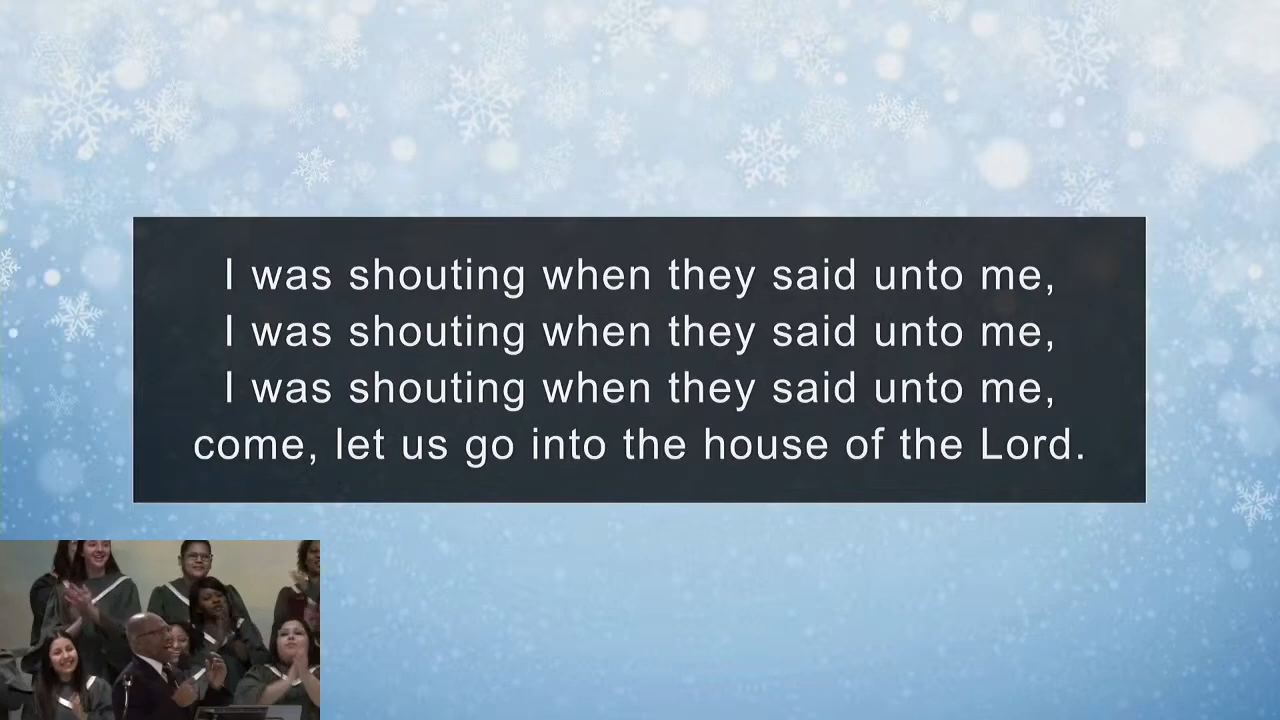 I was shouting when they said unto me,
I was shouting when they said unto me,
I was shouting when they said unto me,
come, let us go into the house of the Lord.